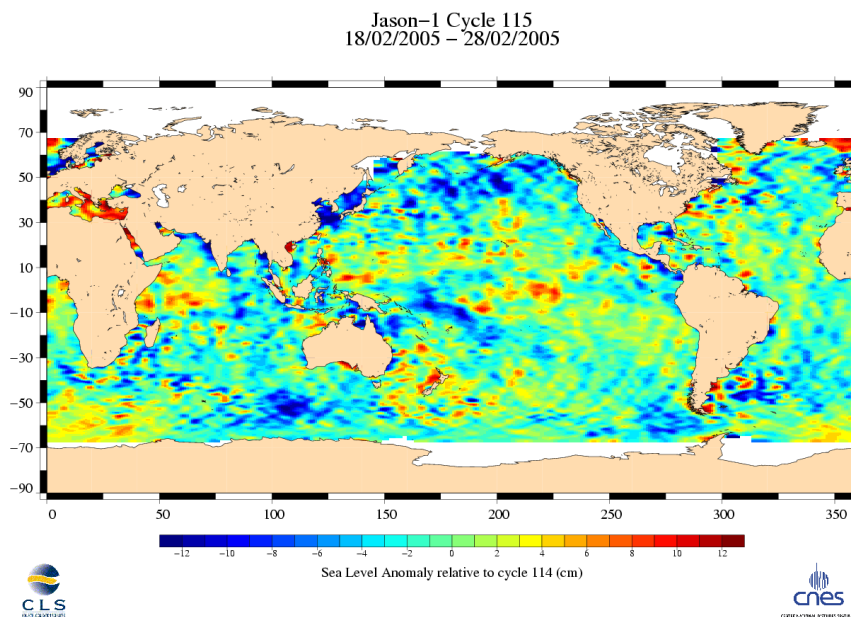 Jason−1 Cycle 115
18/02/2005 − 28/02/2005
90
70
50
30
10
−10
−30
−50
−70
−90
0 50 100 150 200 250 300 350
−12 −10 −8 −6 −4 −2 0 2 4 6 8 10 12
Sea Level Anomaly relative to cycle 114 (cm)
CLS
cnes